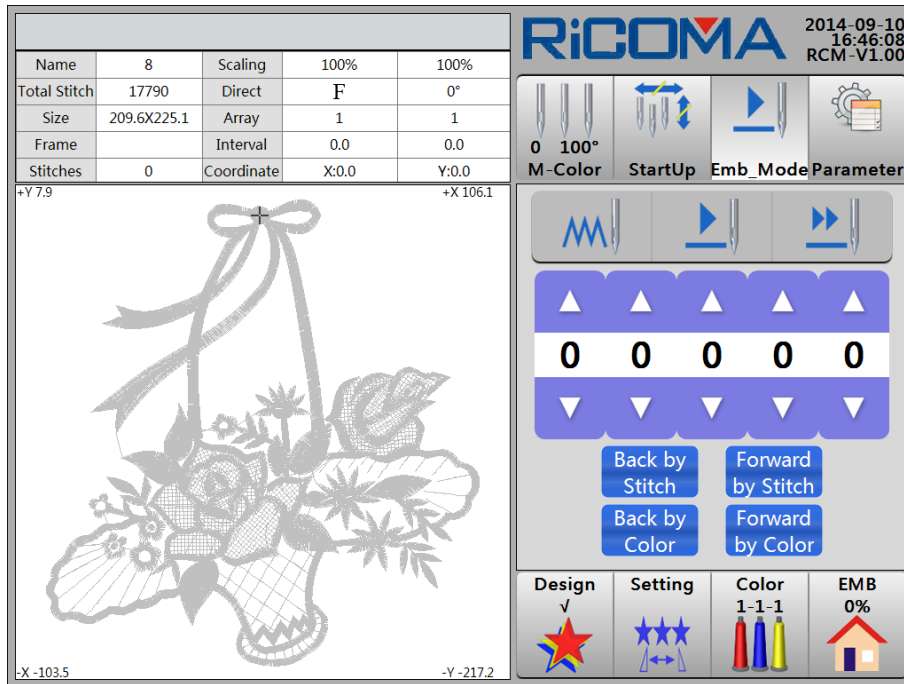 RiCOMA
2014-09-10
16:46:08
RCM-V1.00
Name 8 Scaling 100% 100%
Total Stitch 17790 Direct F 0°
Size 209.6X225.1 Array 1 1
Frame Interval 0.0 0.0
Stitches 0 Coordinate X:0.0 Y:0.0
0 100°
M-Color StartUp Emb_Mode Parameter
+Y 7.9 +X 106.1
0 0 0 0 0
Back by
Stitch
Forward
by Stitch
Back by
Color
Forward
by Color
-X -103.5 -Y -217.2
Design
√
Setting
Color
1-1-1
EMB
0%